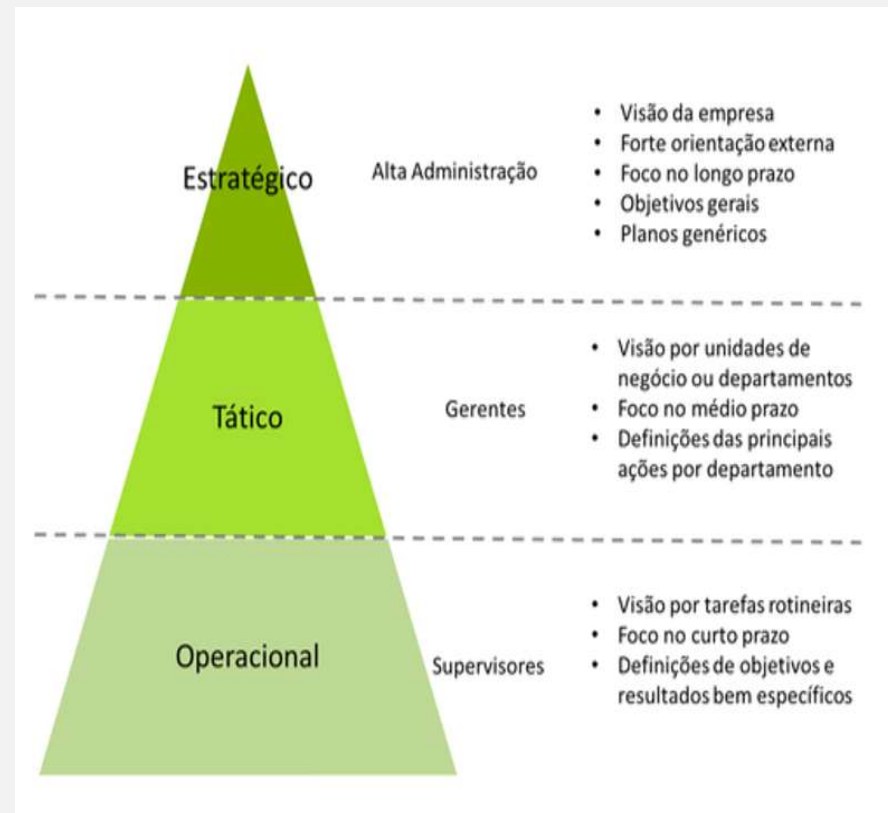 Estratégico
Alta Administração
• Visão da empresa
• Forte orientação externa
• Foco no longo prazo
• Objetivos gerais
• Planos genéricos
Tático
Gerentes
• Visão por unidades de
negócio ou departamentos
• Foco no médio prazo
• Definições das principais
ações por departamento
Operacional
Supervisores
• Visão por tarefas rotineiras
• Foco no curto prazo
• Definições de objetivos e
resultados bem específicos